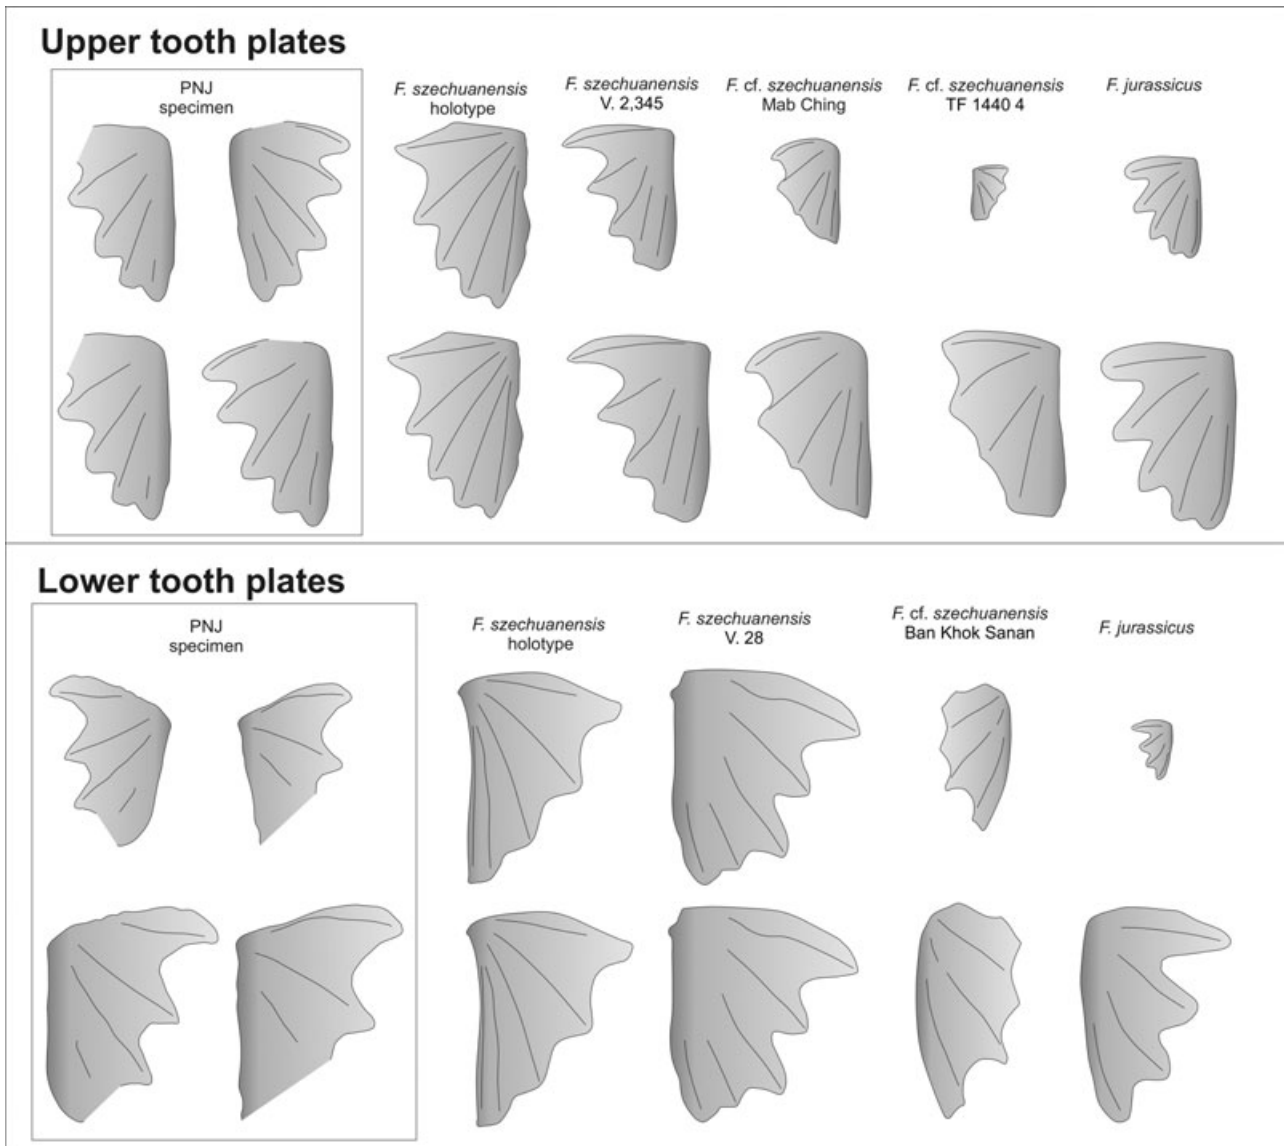 Upper tooth plates
PNJ
specimen
F. szechuanensis
holotype
F. szechuanensis
V. 2,345
F. cf. szechuanensis
Mab Ching
F. cf. szechuanensis
TF 1440 4
F. jurassicus
Lower tooth plates
PNJ
specimen
F. szechuanensis
holotype
F. szechuanensis
V. 28
F. cf. szechuanensis
Ban Khok Sanan
F. jurassicus